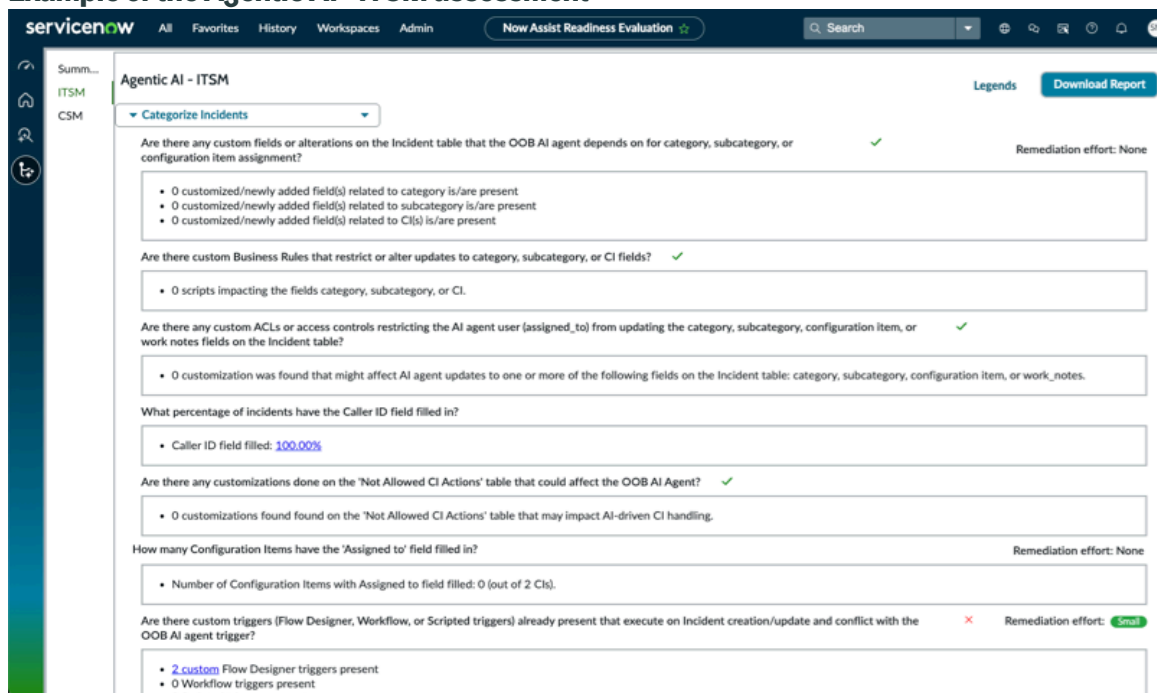 Example of the Agentic AI - ITSM assessment
servicenow All Favorites History Workspaces Admin Now Assist Readiness Evaluation ☆ Search
Summ...
ITSM
CSM
Agentic AI - ITSM
Legends Download Report
Categorize Incidents
Are there any custom fields or alterations on the Incident table that the OOB AI agent depends on for category, subcategory, or
configuration item assignment?
Remediation effort: None
• 0 customized/newly added field(s) related to category is/are present
• 0 customized/newly added field(s) related to subcategory is/are present
• 0 customized/newly added field(s) related to CI(s) is/are present
Are there custom Business Rules that restrict or alter updates to category, subcategory, or CI fields?
• 0 scripts impacting the fields category, subcategory, or CI.
Are there any custom ACLs or access controls restricting the AI agent user (assigned_to) from updating the category, subcategory, configuration item, or
work notes fields on the Incident table?
• 0 customization was found that might affect AI agent updates to one or more of the following fields on the Incident table: category, subcategory, configuration item, or work_notes.
What percentage of incidents have the Caller ID field filled in?
• Caller ID field filled: 100.00%
Are there any customizations done on the 'Not Allowed CI Actions' table that could affect the OOB AI Agent?
• 0 customizations found found on the 'Not Allowed CI Actions' table that may impact AI-driven CI handling.
How many Configuration Items have the 'Assigned to' field filled in?
Remediation effort: None
• Number of Configuration Items with Assigned to field filled: 0 (out of 2 CIs).
Are there custom triggers (Flow Designer, Workflow, or Scripted triggers) already present that execute on Incident creation/update and conflict with the
OOB AI agent trigger?
Remediation effort: Small
• 2 custom Flow Designer triggers present
• 0 Workflow triggers present